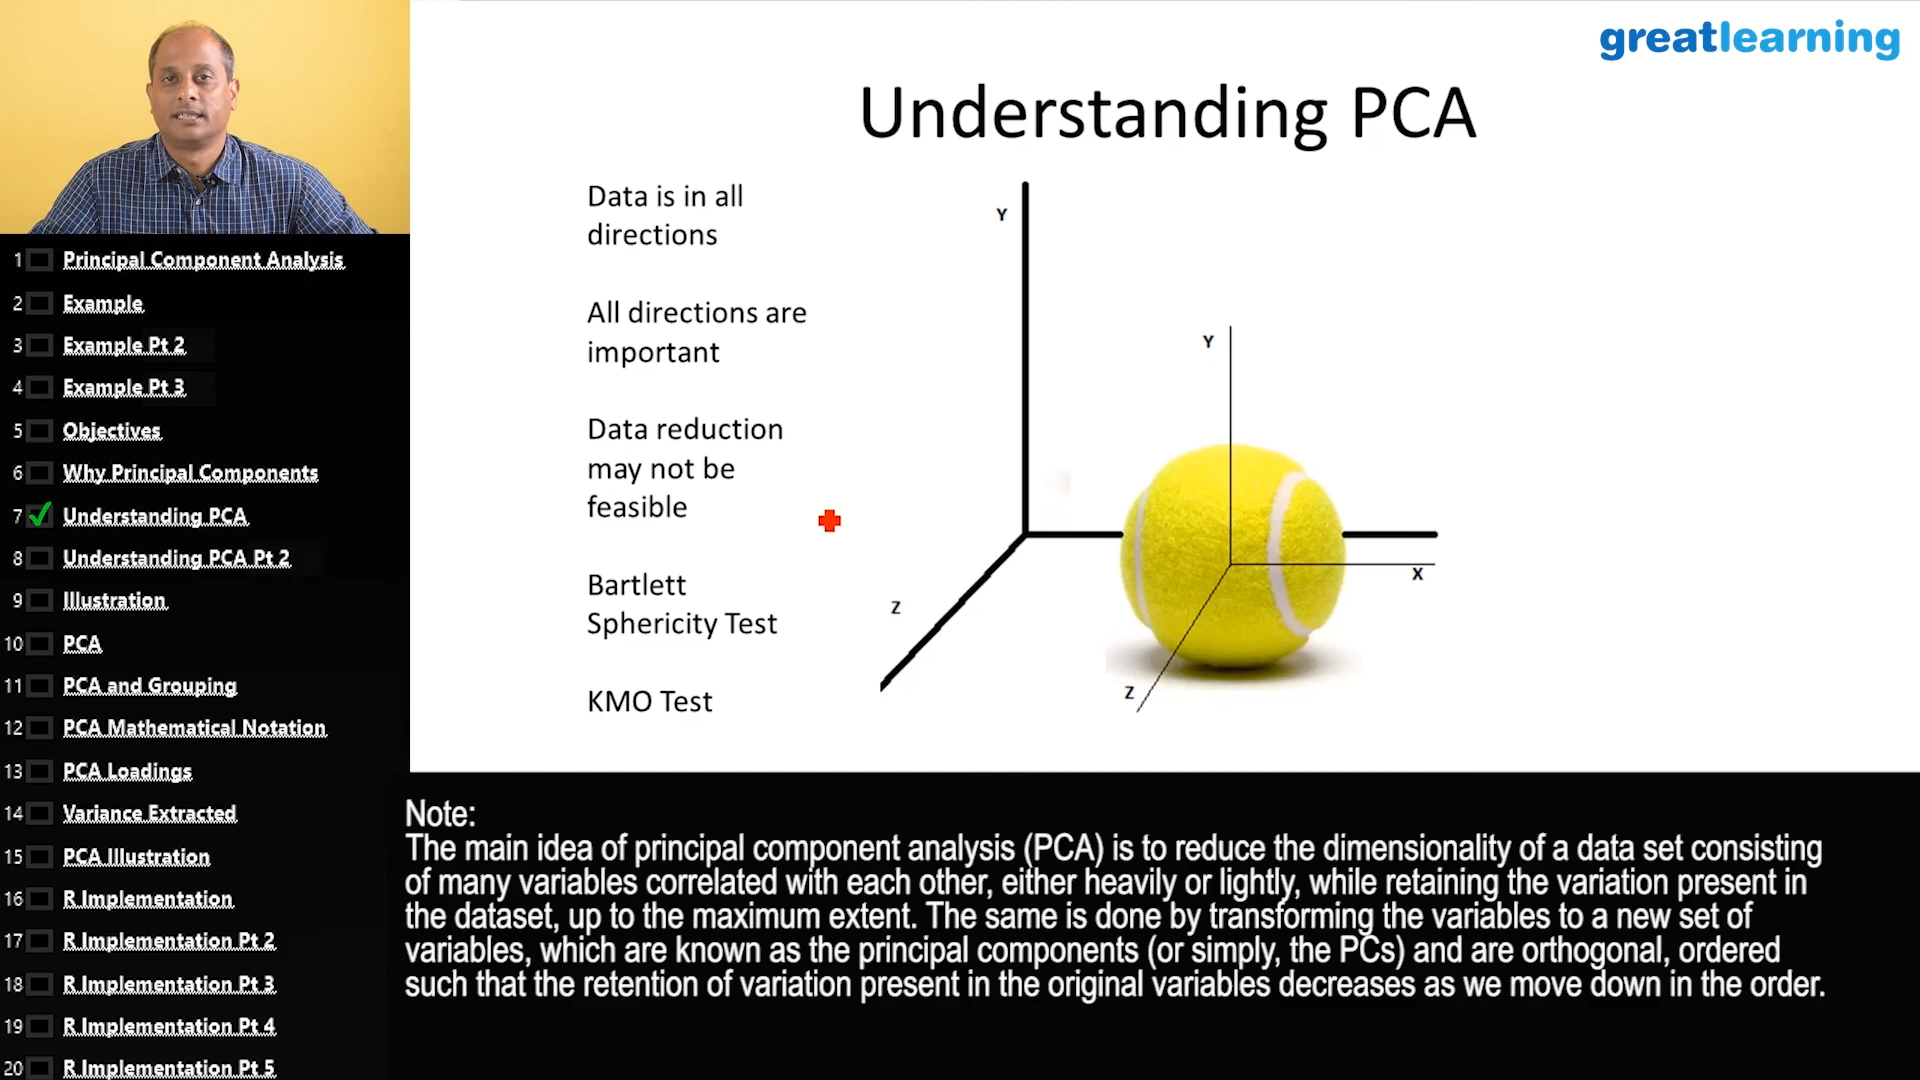 greatlearning
Understanding PCA
Data is in all
directions
All directions are
important
Data reduction
may not be
feasible
Bartlett
Sphericity Test
KMO Test
Y
Z
Y
X
Z
1 Principal Component Analysis
2 Example
3 Example Pt 2
4 Example Pt 3
5 Objectives
6 Why Principal Components
7 Understanding PCA
8 Understanding PCA Pt 2
9 Illustration
10 PCA
11 PCA and Grouping
12 PCA Mathematical Notation
13 PCA Loadings
14 Variance Extracted
15 PCA Illustration
16 R Implementation
17 R Implementation Pt 2
18 R Implementation Pt 3
19 R Implementation Pt 4
20 R Implementation Pt 5
Note:
The main idea of principal component analysis (PCA) is to reduce the dimensionality of a data set consisting
of many variables correlated with each other, either heavily or lightly, while retaining the variation present in
the dataset, up to the maximum extent. The same is done by transforming the variables to a new set of
variables, which are known as the principal components (or simply, the PCs) and are orthogonal, ordered
such that the retention of variation present in the original variables decreases as we move down in the order.